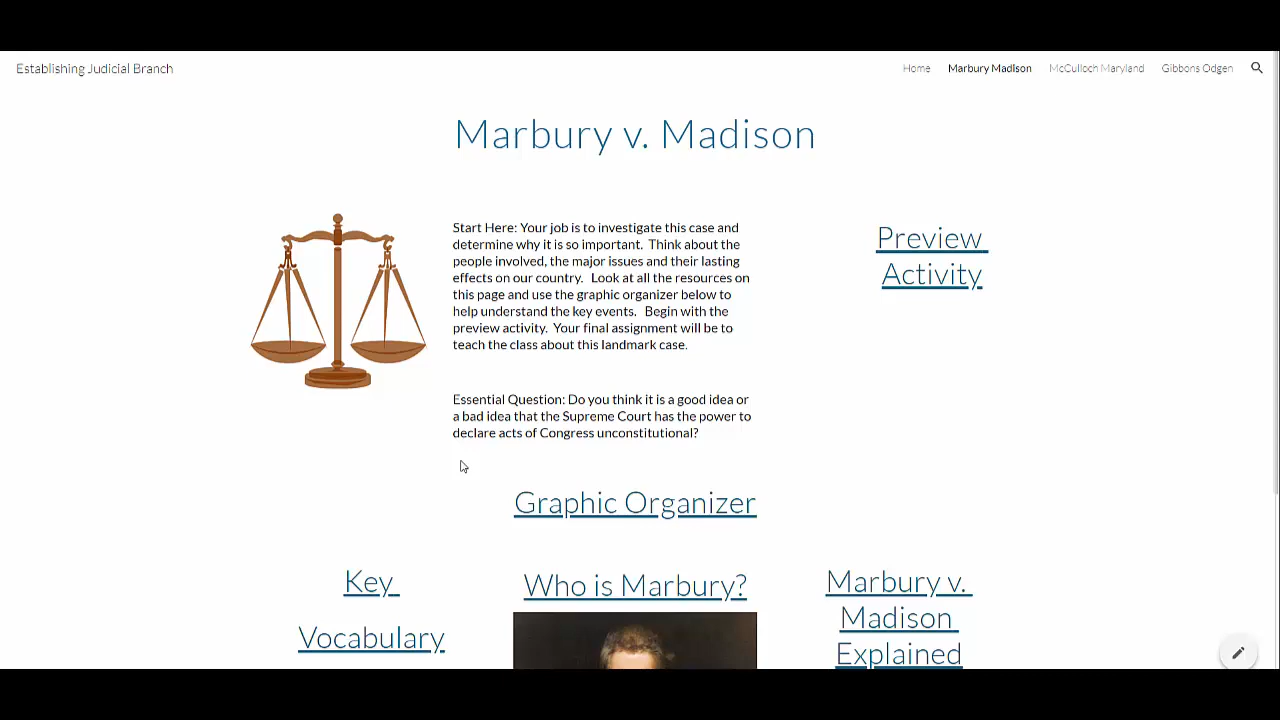 Establishing Judicial Branch
Home Marbury Madison McCulloch Maryland Gibbons Odgen
Marbury v. Madison
Start Here: Your job is to investigate this case and
determine why it is so important. Think about the
people involved, the major issues and their lasting
effects on our country. Look at all the resources on
this page and use the graphic organizer below to
help understand the key events. Begin with the
preview activity. Your final assignment will be to
teach the class about this landmark case.
Essential Question: Do you think it is a good idea or
a bad idea that the Supreme Court has the power to
declare acts of Congress unconstitutional?
Preview
Activity
Graphic Organizer
Key
Vocabulary
Who is Marbury?
Marbury v.
Madison
Explained